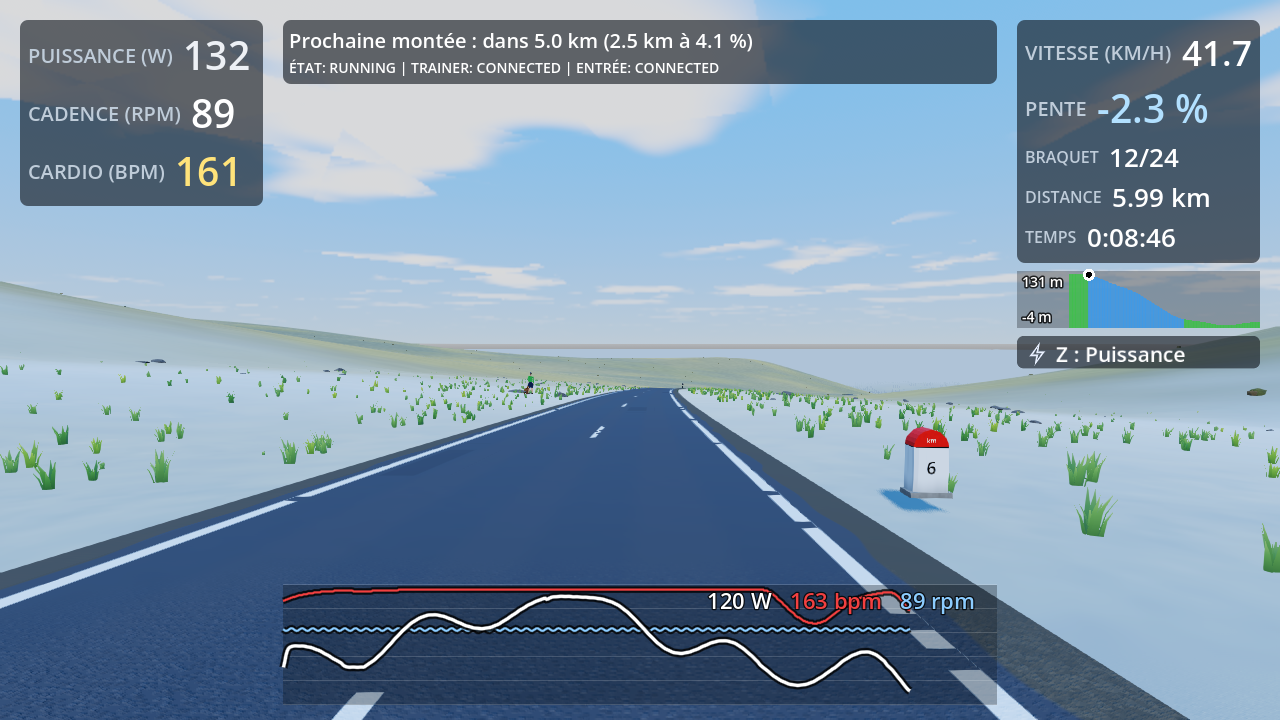 PUISSANCE (W) 132
CADENCE (RPM) 89
CARDIO (BPM) 161
Prochaine montée : dans 5.0 km (2.5 km à 4.1 %)
ÉTAT: RUNNING | TRAINER: CONNECTED | ENTRÉE: CONNECTED
VITESSE (KM/H) 41.7
PENTE -2.3 %
BRAQUET 12/24
DISTANCE 5.99 km
TEMPS 0:08:46
131 m
-4 m
Z : Puissance
km
6
120 W 163 bpm 89 rpm